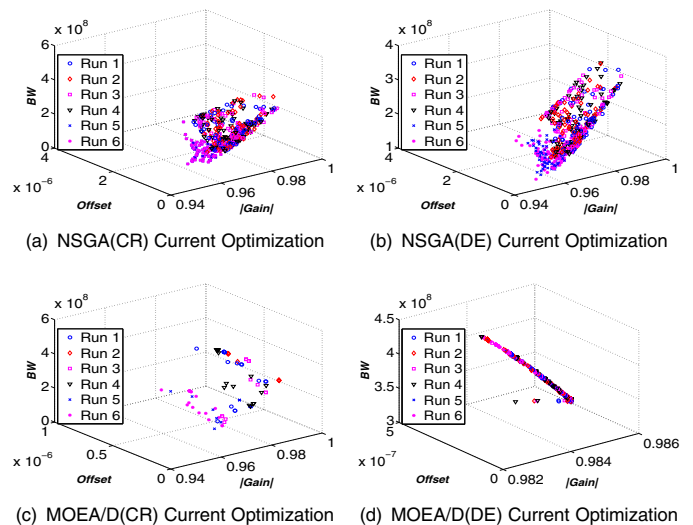 x 10^8
6
4
2
0
BW
Run 1
Run 2
Run 3
Run 4
Run 5
Run 6
4
2
0
x 10^-6
Offset
0.94
0.96
0.98
1
|Gain|
(a) NSGA(CR) Current Optimization
x 10^8
4
3
2
1
BW
Run 1
Run 2
Run 3
Run 4
Run 5
Run 6
4
2
0
x 10^-6
Offset
0.94
0.96
0.98
1
|Gain|
(b) NSGA(DE) Current Optimization
x 10^8
6
4
2
0
BW
Run 1
Run 2
Run 3
Run 4
Run 5
Run 6
1
0.5
0
x 10^-6
Offset
0.94
0.96
0.98
1
|Gain|
(c) MOEA/D(CR) Current Optimization
x 10^8
4.5
4
3.5
3
BW
Run 1
Run 2
Run 3
Run 4
Run 5
Run 6
5
0
x 10^-7
Offset
0.982
0.984
0.986
|Gain|
(d) MOEA/D(DE) Current Optimization